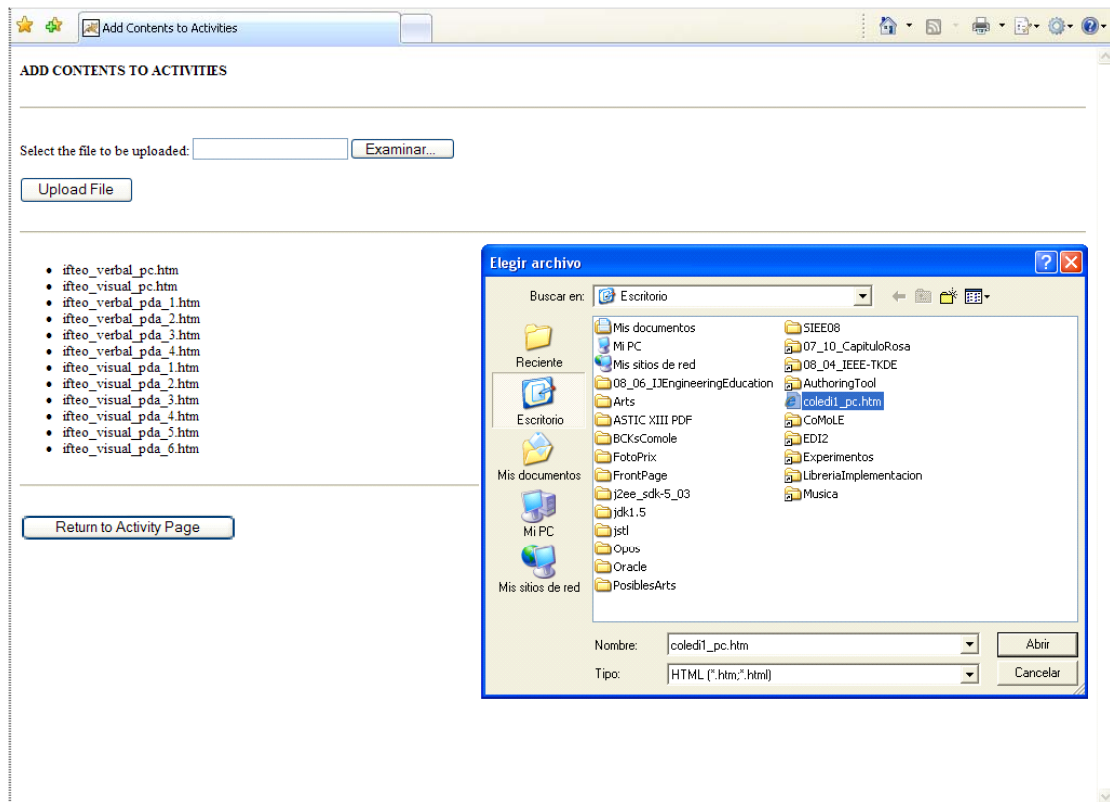 Add Contents to Activities
ADD CONTENTS TO ACTIVITIES
Select the file to be uploaded: Examinar...
Upload File
ifteo_verbal_pc.htm
ifteo_visual_pc.htm
ifteo_verbal_pda_1.htm
ifteo_verbal_pda_2.htm
ifteo_verbal_pda_3.htm
ifteo_verbal_pda_4.htm
ifteo_visual_pda_1.htm
ifteo_visual_pda_2.htm
ifteo_visual_pda_3.htm
ifteo_visual_pda_4.htm
ifteo_visual_pda_5.htm
ifteo_visual_pda_6.htm
Return to Activity Page
Elegir archivo
Buscar en: Escritorio
Reciente
Escritorio
Mis documentos
Mi PC
Mis sitios de red
Mis documentos
Mi PC
Mis sitios de red
08_06_IJEngineeringEducation
Arts
ASTIC XIII PDF
BCKsComole
FotoPrix
FrontPage
j2ee_sdk-5_03
jdk1.5
jstl
Opus
Oracle
PosiblesArts
SIEE08
07_10_CapituloRosa
08_04_IEEE-TKDE
AuthoringTool
coledi1_pc.htm
CoMoLE
EDI2
Experimentos
LibreriaImplementacion
Musica
Nombre: coledi1_pc.htm Abrir
Tipo: HTML (*.htm;*.html) Cancelar